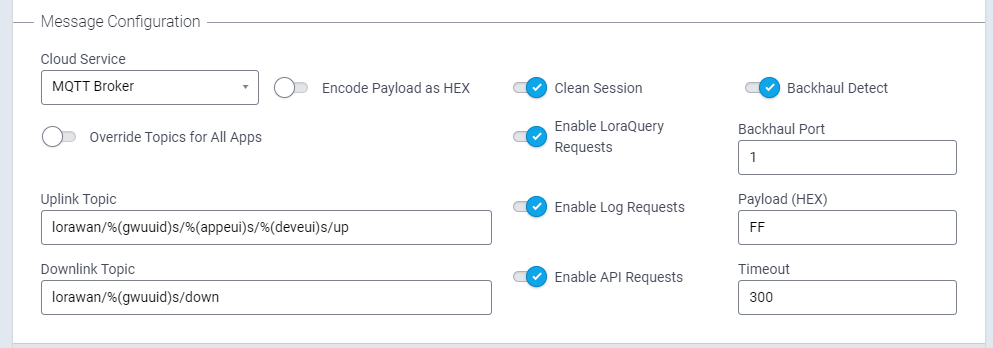 Message Configuration
Cloud Service
MQTT Broker
Encode Payload as HEX
Clean Session
Backhaul Detect
Override Topics for All Apps
Enable LoraQuery
Requests
Backhaul Port
1
Uplink Topic
lorawan/%(gwuuid)s/%(appeui)s/%(deveui)s/up
Enable Log Requests
Payload (HEX)
FF
Downlink Topic
lorawan/%(gwuuid)s/down
Enable API Requests
Timeout
300